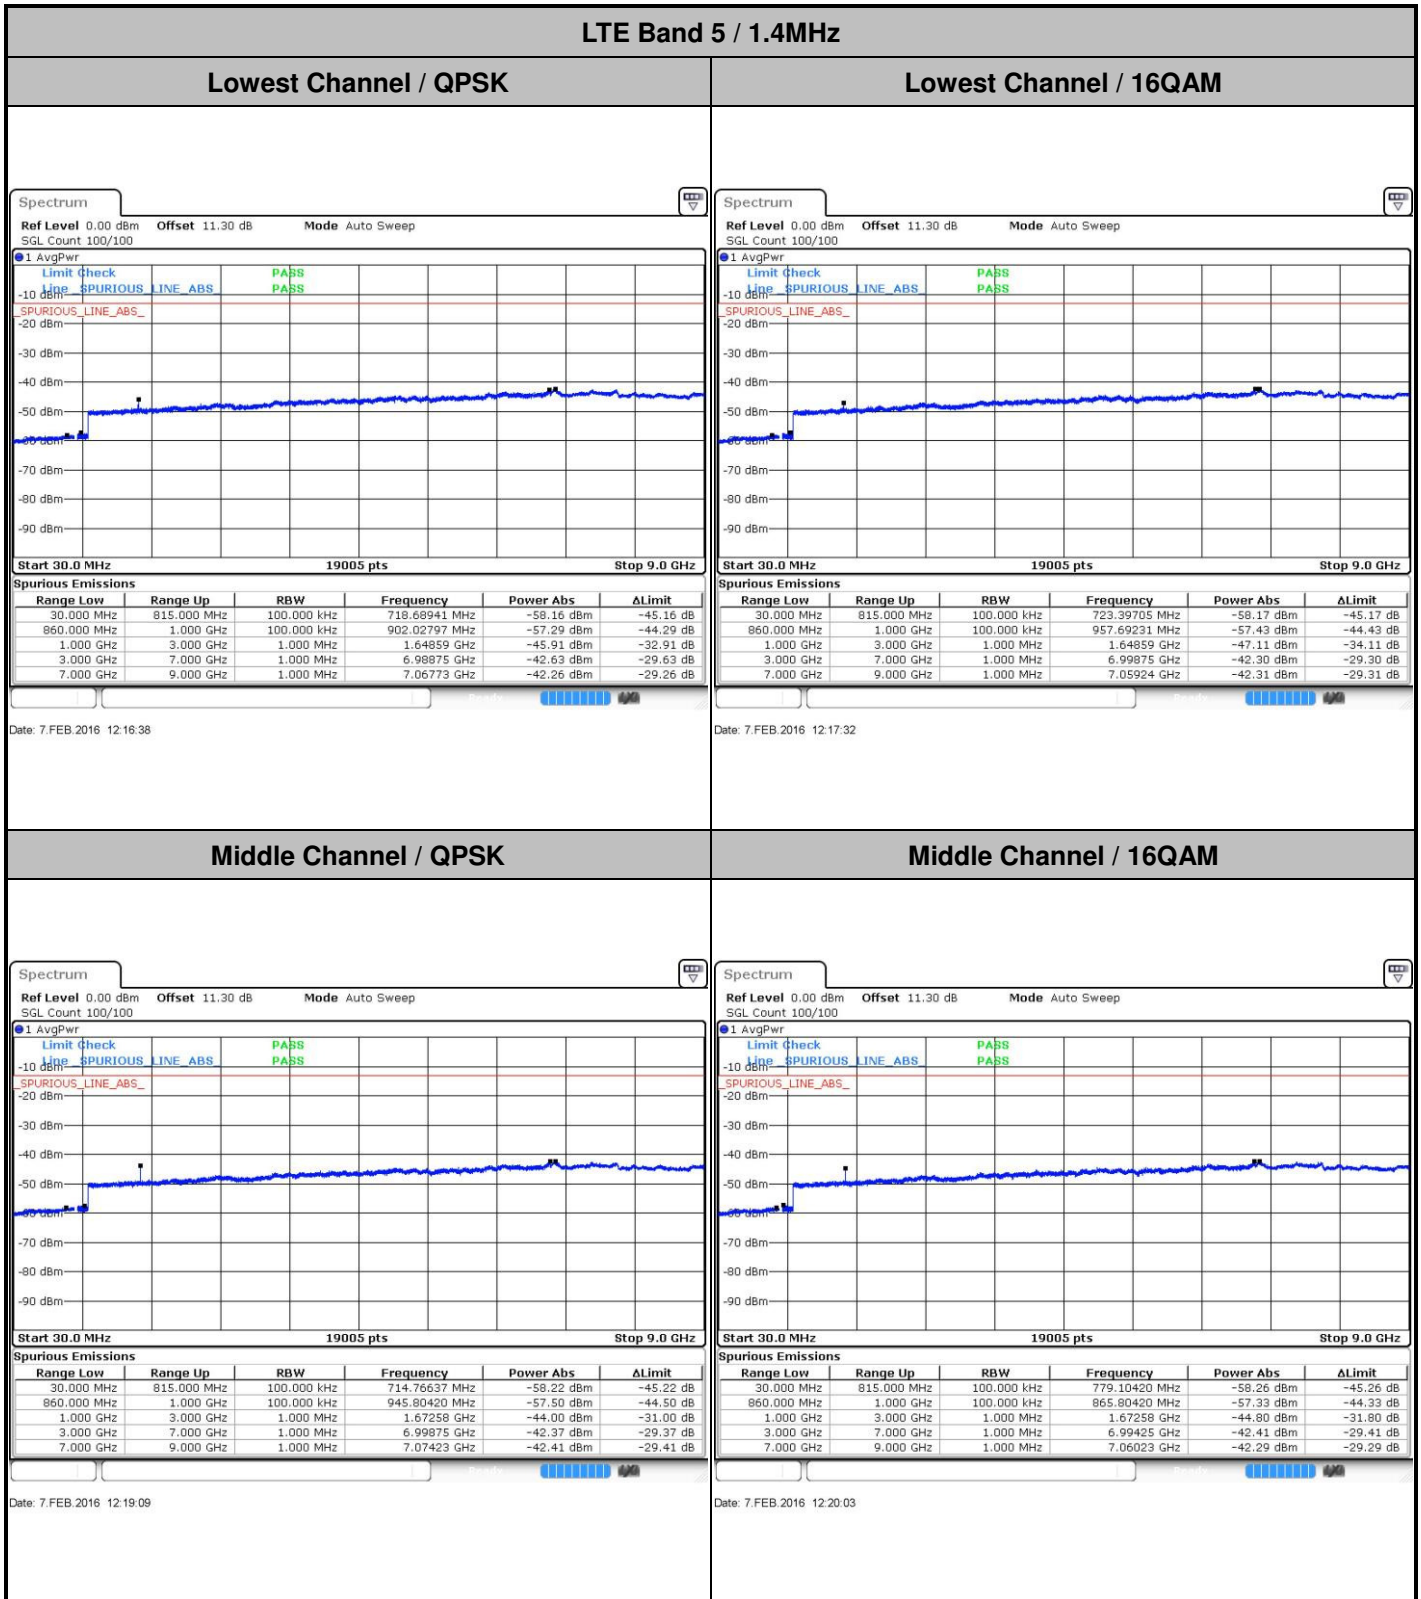 LTE Band 5 / 1.4MHz
Lowest Channel / QPSK
Lowest Channel / 16QAM
Spectrum
Ref Level 0.00 dBm Offset 11.30 dB Mode Auto Sweep
SGL Count 100/100
1 AvgPwr
Limit Check PASS
Line _SPURIOUS_LINE_ABS_ PASS
-10 dBm
_SPURIOUS_LINE_ABS_
-20 dBm
-30 dBm
-40 dBm
-50 dBm
-60 dBm
-70 dBm
-80 dBm
-90 dBm
Start 30.0 MHz 19005 pts Stop 9.0 GHz
Spurious Emissions
Range Low Range Up RBW Frequency Power Abs ΔLimit
30.000 MHz 815.000 MHz 100.000 kHz 718.68941 MHz -58.16 dBm -45.16 dB
860.000 MHz 1.000 GHz 100.000 kHz 902.02797 MHz -57.29 dBm -44.29 dB
1.000 GHz 3.000 GHz 1.000 MHz 1.64859 GHz -45.91 dBm -32.91 dB
3.000 GHz 7.000 GHz 1.000 MHz 6.98875 GHz -42.63 dBm -29.63 dB
7.000 GHz 9.000 GHz 1.000 MHz 7.06773 GHz -42.26 dBm -29.26 dB
Date: 7.FEB.2016 12:16:38
Spectrum
Ref Level 0.00 dBm Offset 11.30 dB Mode Auto Sweep
SGL Count 100/100
1 AvgPwr
Limit Check PASS
Line _SPURIOUS_LINE_ABS_ PASS
-10 dBm
_SPURIOUS_LINE_ABS_
-20 dBm
-30 dBm
-40 dBm
-50 dBm
-60 dBm
-70 dBm
-80 dBm
-90 dBm
Start 30.0 MHz 19005 pts Stop 9.0 GHz
Spurious Emissions
Range Low Range Up RBW Frequency Power Abs ΔLimit
30.000 MHz 815.000 MHz 100.000 kHz 723.39705 MHz -58.17 dBm -45.17 dB
860.000 MHz 1.000 GHz 100.000 kHz 957.69231 MHz -57.43 dBm -44.43 dB
1.000 GHz 3.000 GHz 1.000 MHz 1.64859 GHz -47.11 dBm -34.11 dB
3.000 GHz 7.000 GHz 1.000 MHz 6.99875 GHz -42.30 dBm -29.30 dB
7.000 GHz 9.000 GHz 1.000 MHz 7.05924 GHz -42.31 dBm -29.31 dB
Date: 7.FEB.2016 12:17:32
Middle Channel / QPSK
Middle Channel / 16QAM
Spectrum
Ref Level 0.00 dBm Offset 11.30 dB Mode Auto Sweep
SGL Count 100/100
1 AvgPwr
Limit Check PASS
Line _SPURIOUS_LINE_ABS_ PASS
-10 dBm
_SPURIOUS_LINE_ABS_
-20 dBm
-30 dBm
-40 dBm
-50 dBm
-60 dBm
-70 dBm
-80 dBm
-90 dBm
Start 30.0 MHz 19005 pts Stop 9.0 GHz
Spurious Emissions
Range Low Range Up RBW Frequency Power Abs ΔLimit
30.000 MHz 815.000 MHz 100.000 kHz 714.76637 MHz -58.22 dBm -45.22 dB
860.000 MHz 1.000 GHz 100.000 kHz 945.80420 MHz -57.50 dBm -44.50 dB
1.000 GHz 3.000 GHz 1.000 MHz 1.67258 GHz -44.00 dBm -31.00 dB
3.000 GHz 7.000 GHz 1.000 MHz 6.99875 GHz -42.37 dBm -29.37 dB
7.000 GHz 9.000 GHz 1.000 MHz 7.07423 GHz -42.41 dBm -29.41 dB
Date: 7.FEB.2016 12:19:09
Spectrum
Ref Level 0.00 dBm Offset 11.30 dB Mode Auto Sweep
SGL Count 100/100
1 AvgPwr
Limit Check PASS
Line _SPURIOUS_LINE_ABS_ PASS
-10 dBm
_SPURIOUS_LINE_ABS_
-20 dBm
-30 dBm
-40 dBm
-50 dBm
-60 dBm
-70 dBm
-80 dBm
-90 dBm
Start 30.0 MHz 19005 pts Stop 9.0 GHz
Spurious Emissions
Range Low Range Up RBW Frequency Power Abs ΔLimit
30.000 MHz 815.000 MHz 100.000 kHz 779.10420 MHz -58.26 dBm -45.26 dB
860.000 MHz 1.000 GHz 100.000 kHz 865.80420 MHz -57.33 dBm -44.33 dB
1.000 GHz 3.000 GHz 1.000 MHz 1.67258 GHz -44.80 dBm -31.80 dB
3.000 GHz 7.000 GHz 1.000 MHz 6.99425 GHz -42.41 dBm -29.41 dB
7.000 GHz 9.000 GHz 1.000 MHz 7.06023 GHz -42.29 dBm -29.29 dB
Date: 7.FEB.2016 12:20:03